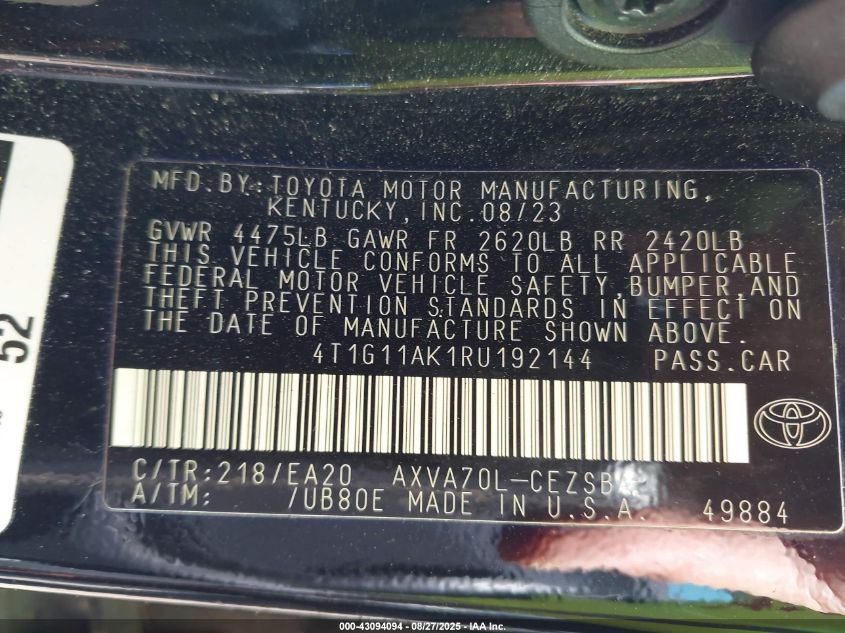 MFD.BY:TOYOTA MOTOR MANUFACTURING,
KENTUCKY,INC.08/23
GVWR 4475LB GAWR FR 2620LB RR 2420LB
THIS VEHICLE CONFORMS TO ALL APPLICABLE
FEDERAL MOTOR VEHICLE SAFETY,BUMPER,AND
THEFT PREVENTION STANDARDS IN EFFECT ON
THE DATE OF MANUFACTURE SHOWN ABOVE.
4T1G11AK1RU192144 PASS.CAR
C/TR:218/EA20 AXVA70L-CEZSB
A/TM: /UB80E MADE IN U.S.A. 49884
52
000-43094094 - 08/27/2025 - IAA Inc.